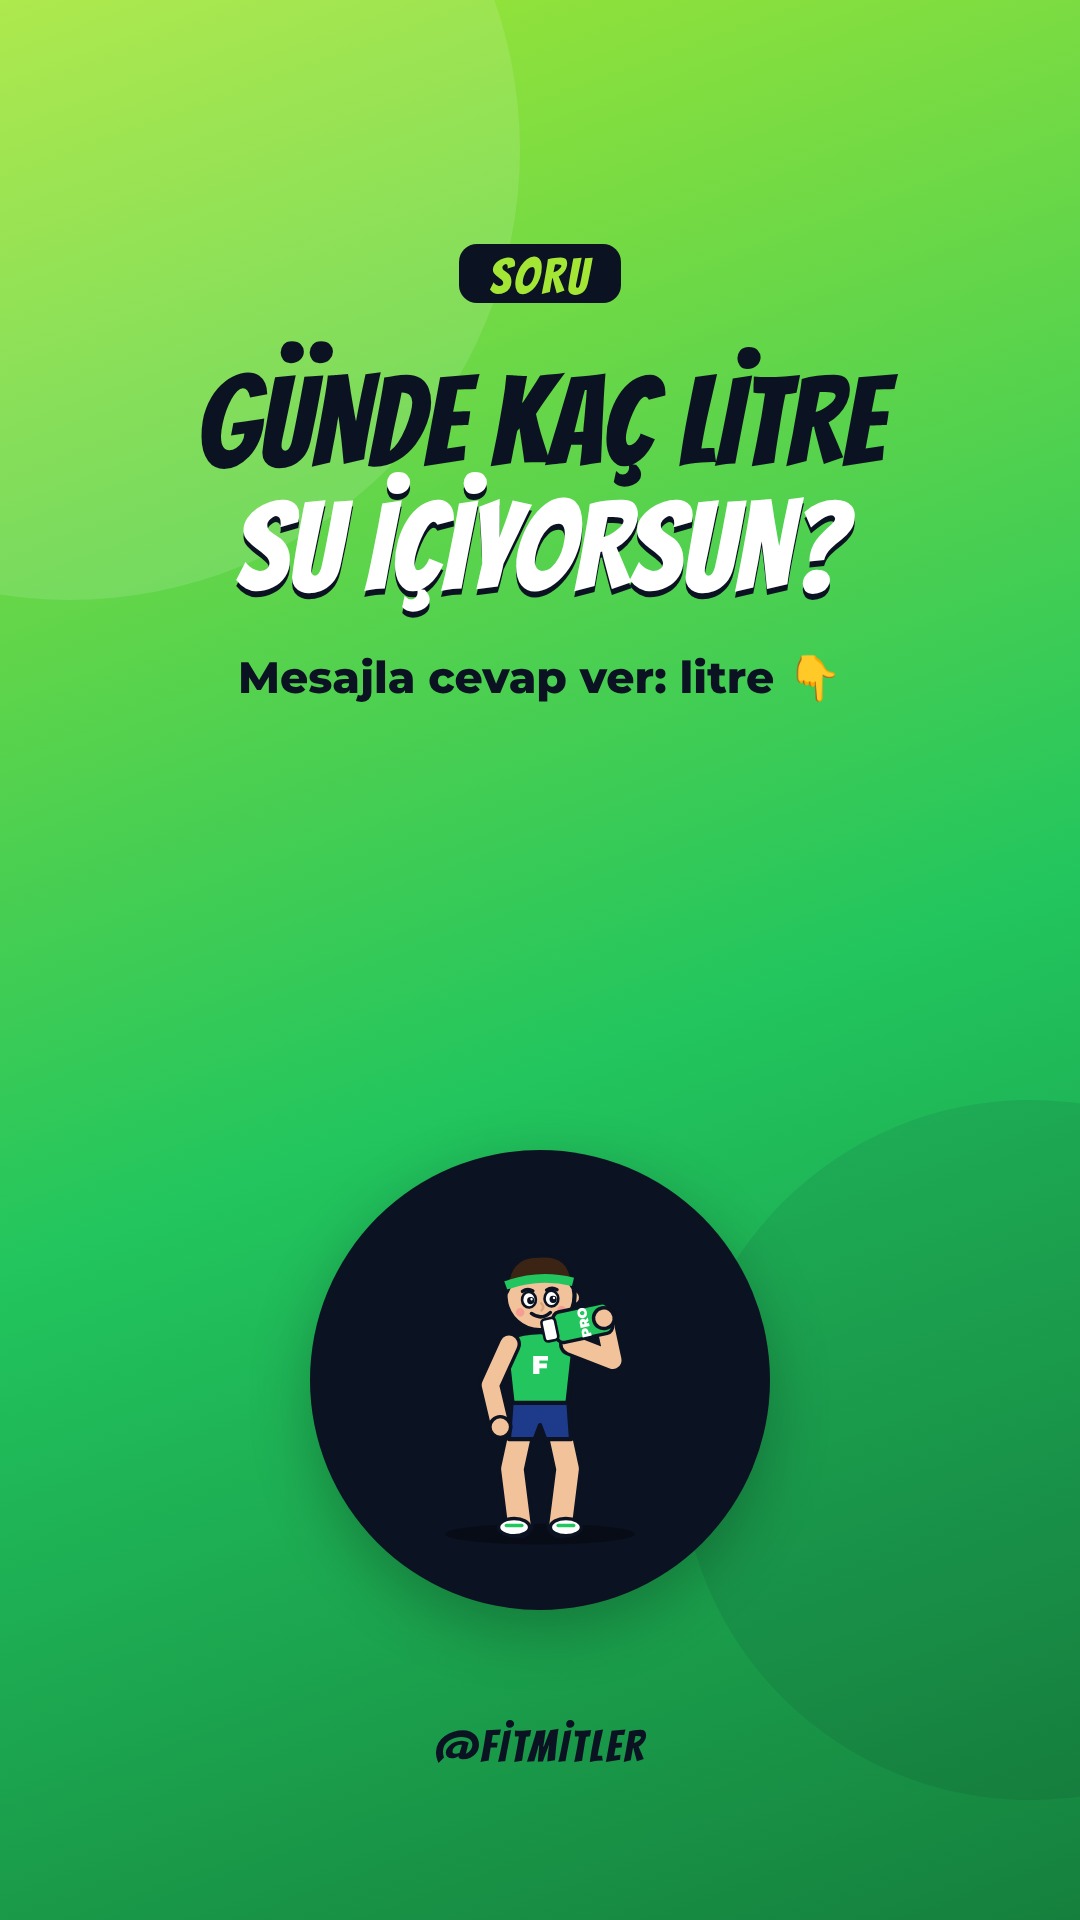 SORU
GÜNDE KAÇ LİTRE
SU İÇİYORSUN?
Mesajla cevap ver: litre 👇
PRO
F
@FİTMİTLER